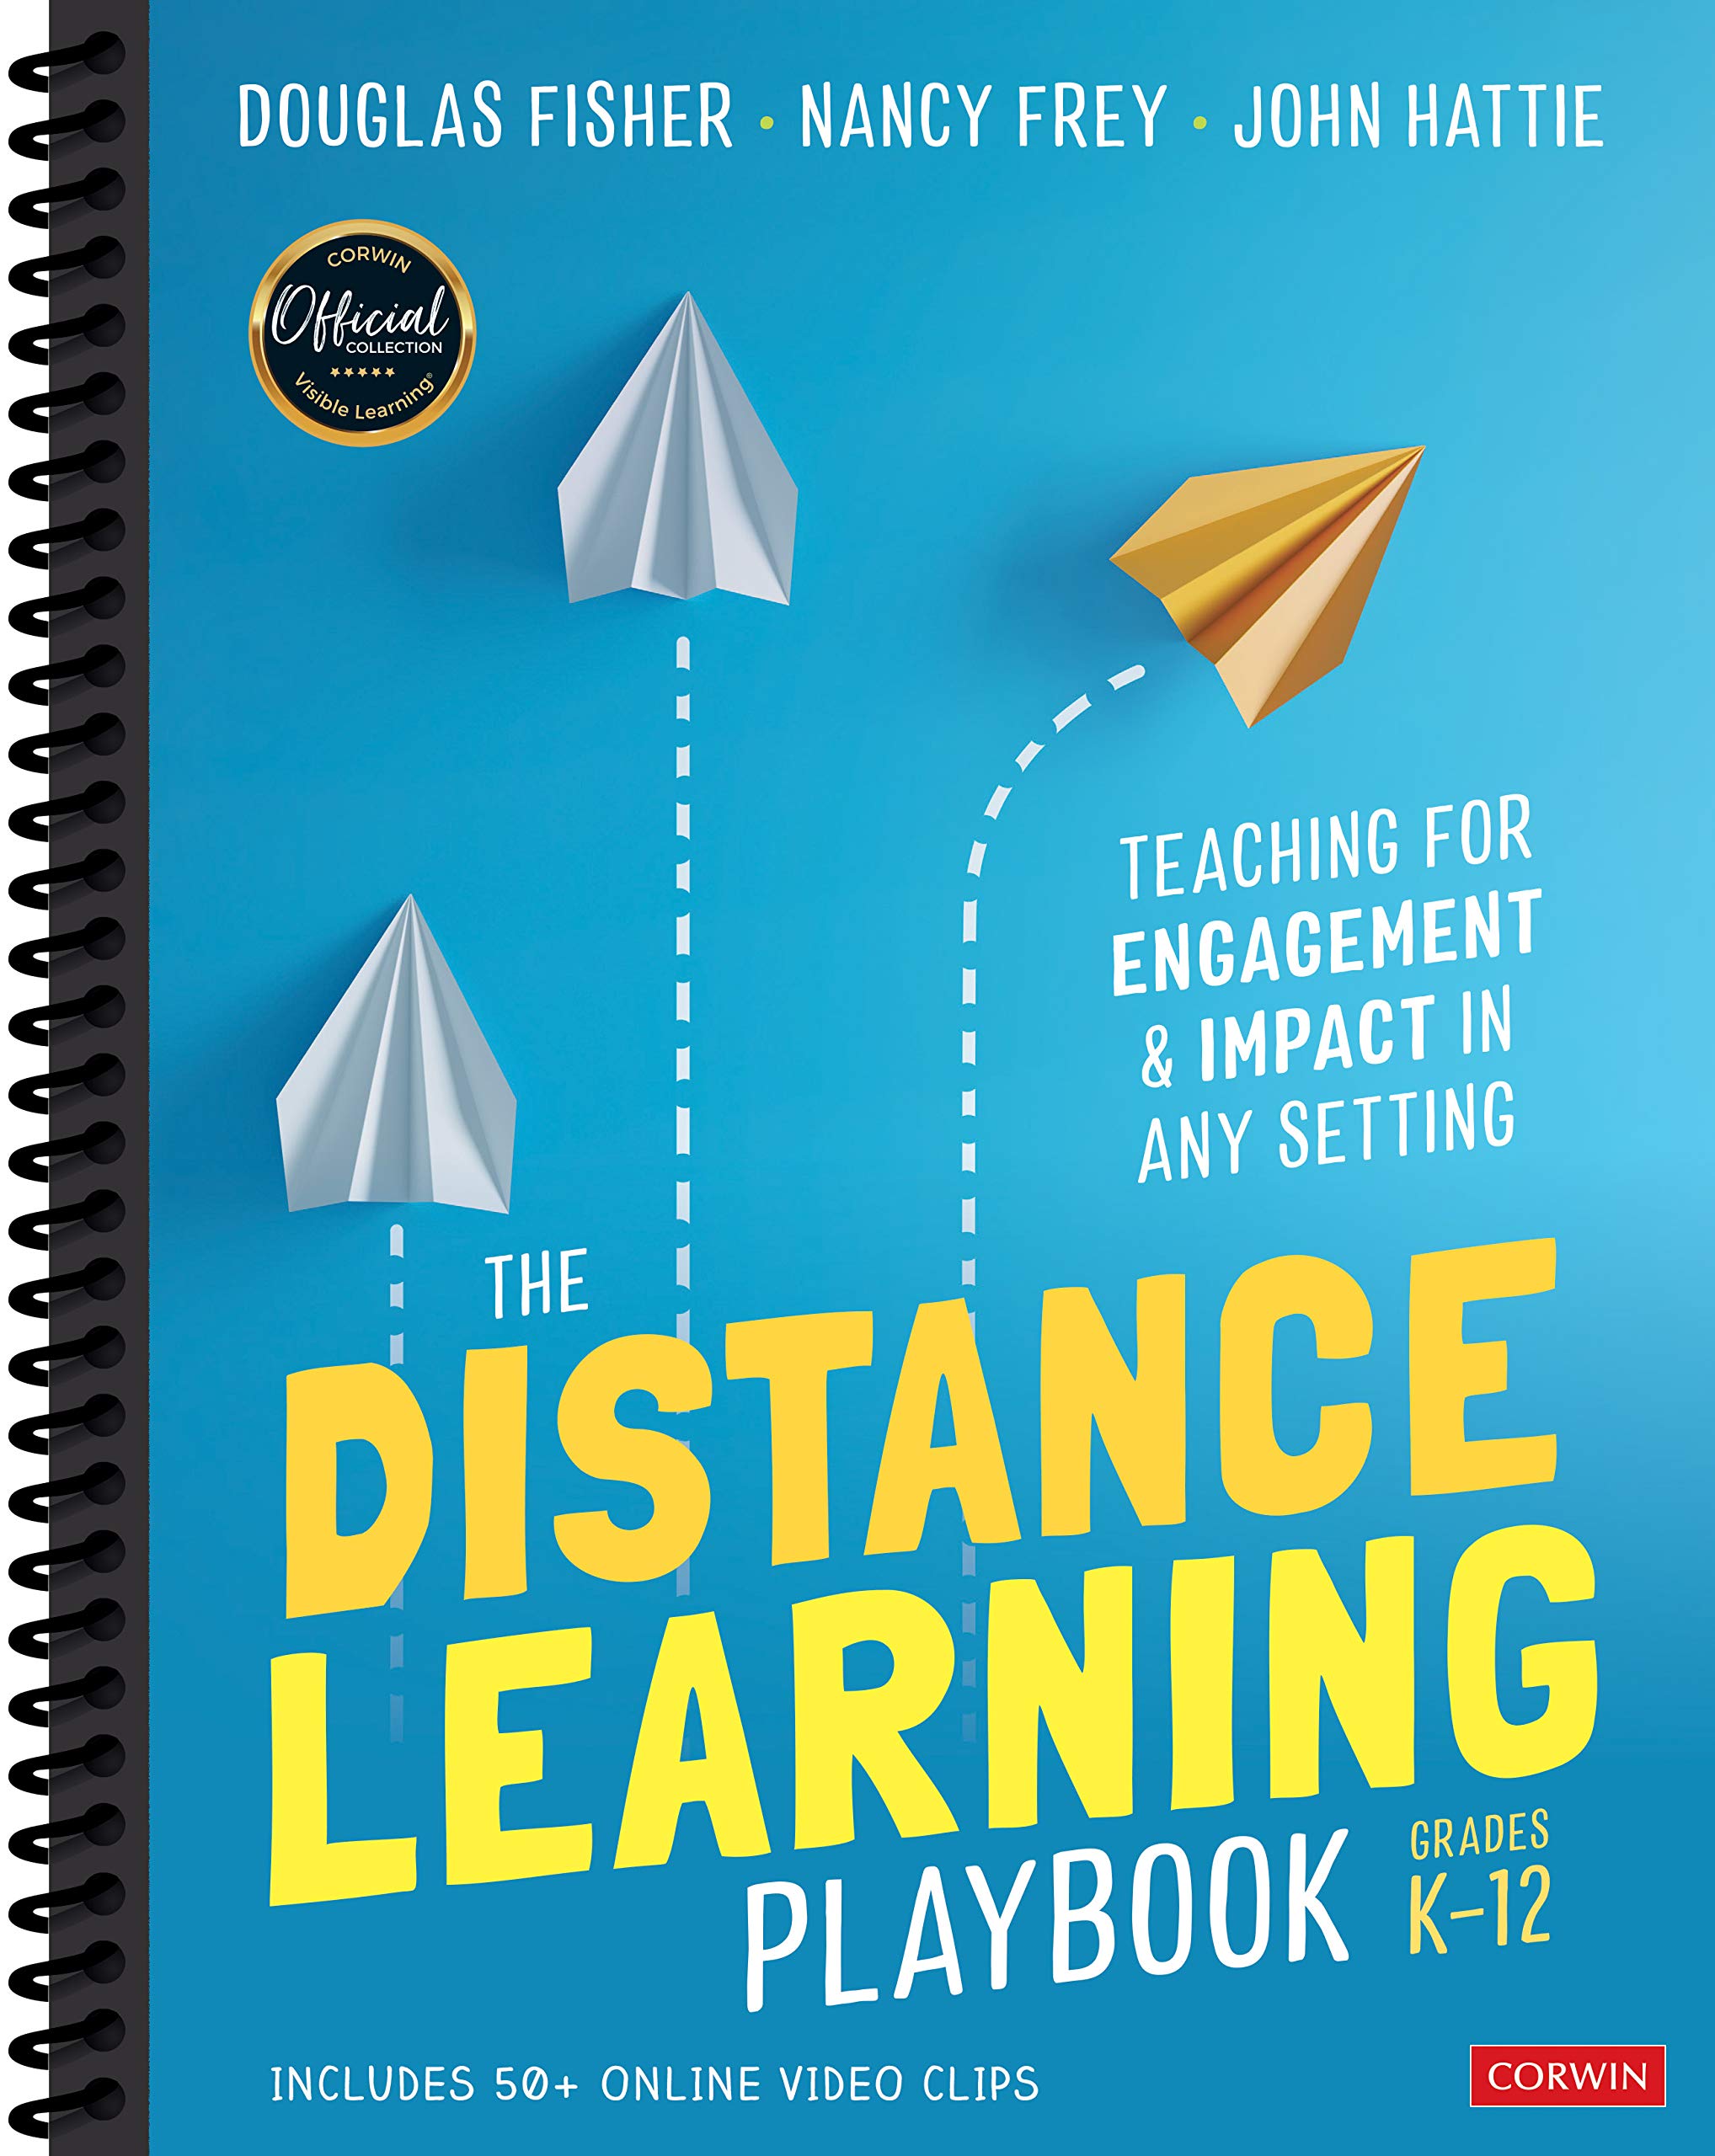 DOUGLAS FISHER • NANCY FREY • JOHN HATTIE
CORWIN
Official
COLLECTION
Visible Learning®
TEACHING FOR
ENGAGEMENT
& IMPACT IN
ANY SETTING
THE
DISTANCE
LEARNING
PLAYBOOK
GRADES
K–12
INCLUDES 50+ ONLINE VIDEO CLIPS
CORWIN